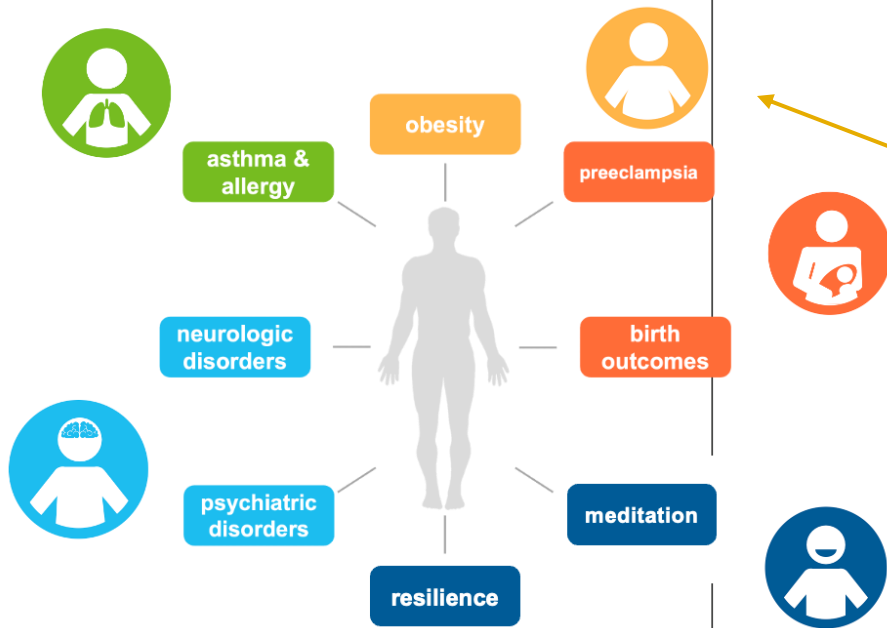 obesity
asthma &
allergy
preeclampsia
neurologic
disorders
birth
outcomes
psychiatric
disorders
meditation
resilience